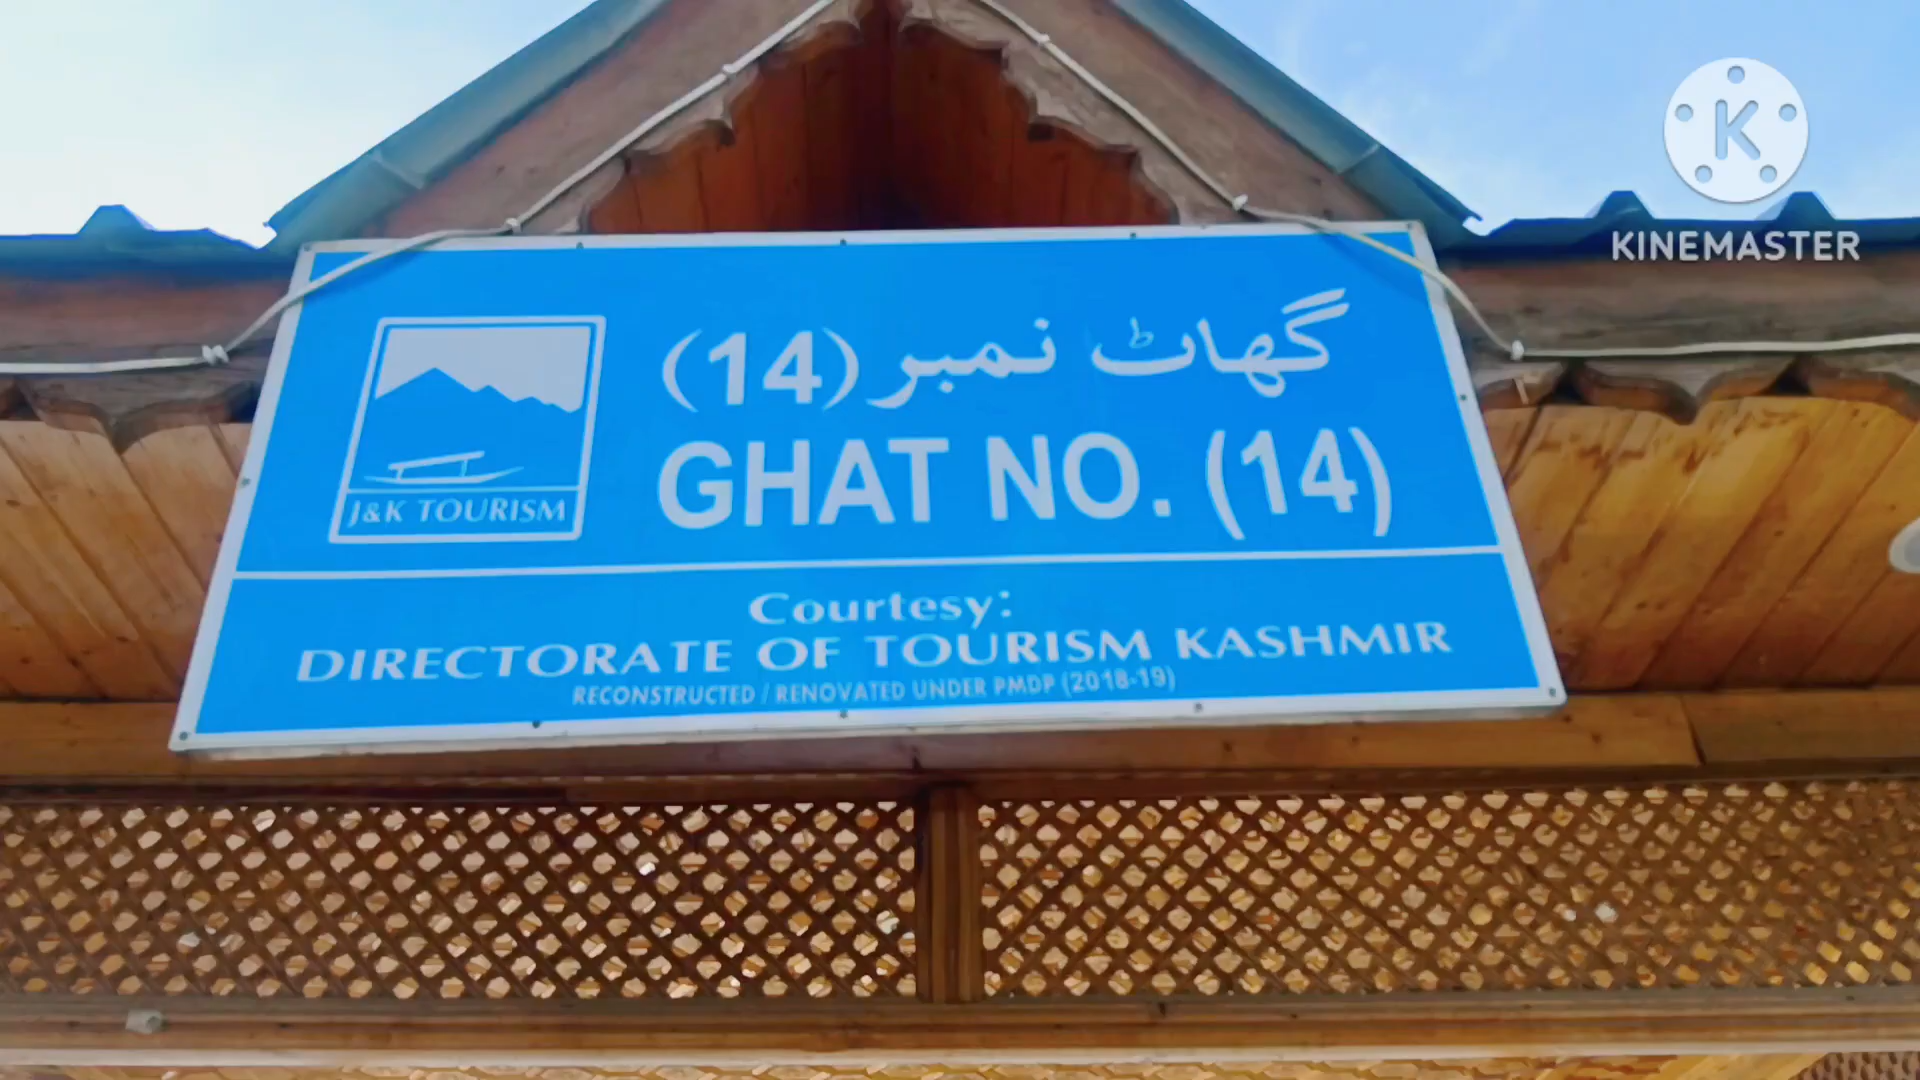 گھاٹ نمبر (14)
GHAT NO. (14)
J&K TOURISM
Courtesy:
DIRECTORATE OF TOURISM KASHMIR
RECONSTRUCTED / RENOVATED UNDER PMDP (2018-19)
K
KINEMASTER